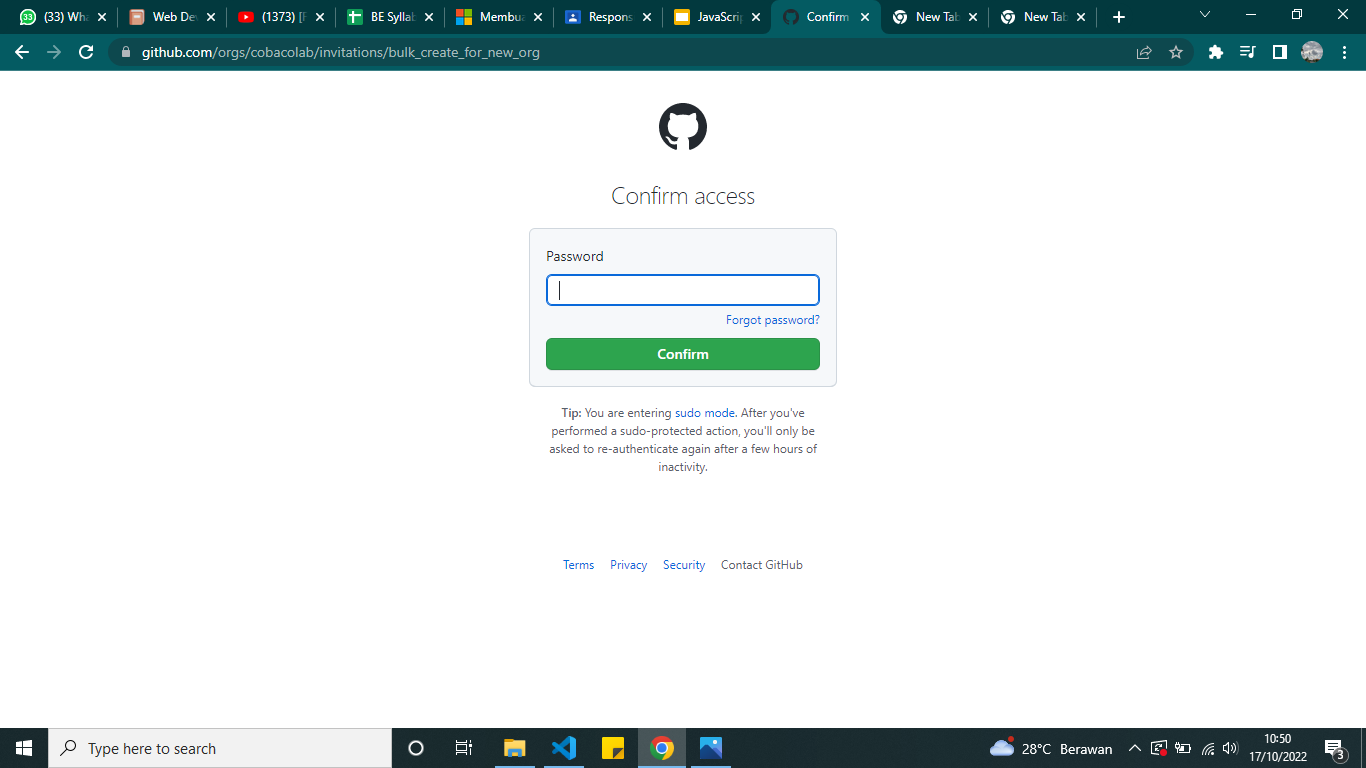 (33) Wha
Web Dev
(1373) [F
BE Syllab
Membua
Respons
JavaScrip
Confirm
New Tab
New Tab
github.com/orgs/cobacolab/invitations/bulk_create_for_new_org
Confirm access
Password
Forgot password?
Confirm
Tip: You are entering sudo mode. After you've
performed a sudo-protected action, you'll only be
asked to re-authenticate again after a few hours of
inactivity.
Terms Privacy Security Contact GitHub
Type here to search
28°C Berawan
10:50
17/10/2022
3